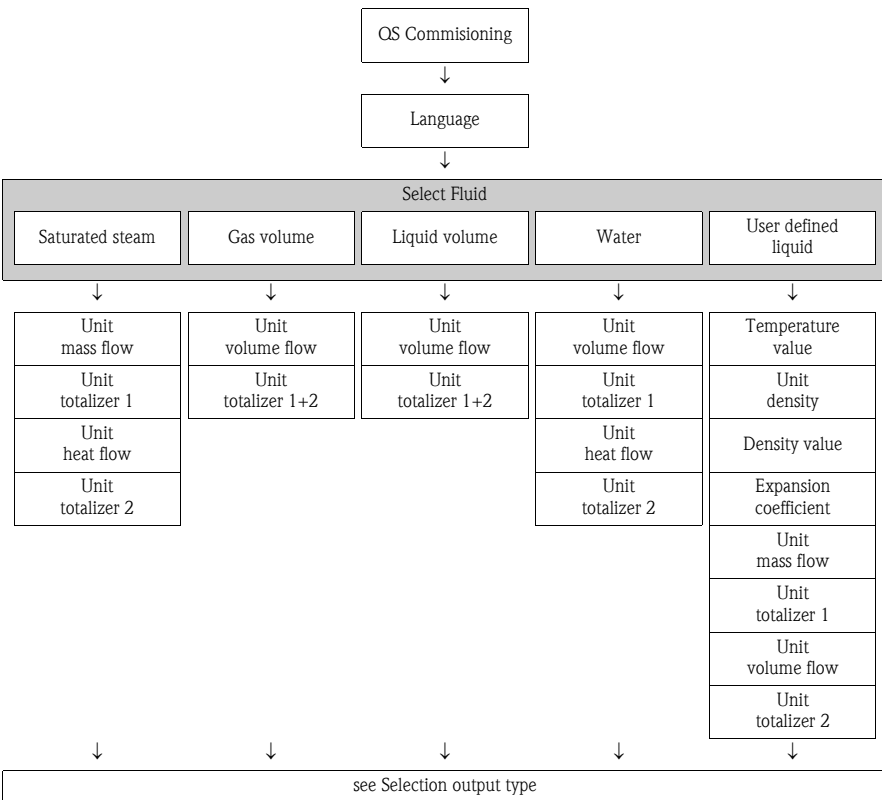 QS Commisioning
↓
Language
↓
Select Fluid
Saturated steam
Gas volume
Liquid volume
Water
User defined
liquid
↓ ↓ ↓ ↓ ↓
Unit
mass flow
Unit
totalizer 1
Unit
heat flow
Unit
totalizer 2
Unit
volume flow
Unit
totalizer 1+2
Unit
volume flow
Unit
totalizer 1+2
Unit
volume flow
Unit
totalizer 1
Unit
heat flow
Unit
totalizer 2
Temperature
value
Unit
density
Density value
Expansion
coefficient
Unit
mass flow
Unit
totalizer 1
Unit
volume flow
Unit
totalizer 2
↓ ↓ ↓ ↓ ↓
see Selection output type